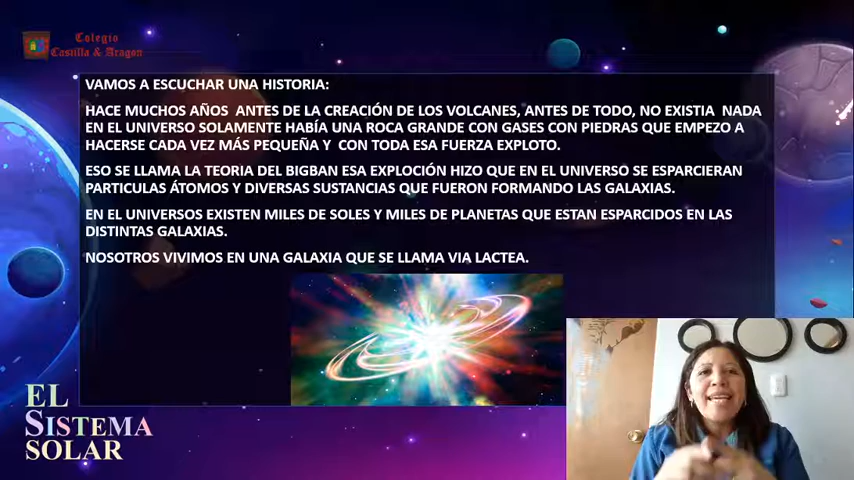 Colegio
Castilla & Aragon
VAMOS A ESCUCHAR UNA HISTORIA:
HACE MUCHOS AÑOS ANTES DE LA CREACIÓN DE LOS VOLCANES, ANTES DE TODO, NO EXISTIA NADA
EN EL UNIVERSO SOLAMENTE HABÍA UNA ROCA GRANDE CON GASES CON PIEDRAS QUE EMPEZO A
HACERSE CADA VEZ MÁS PEQUEÑA Y CON TODA ESA FUERZA EXPLOTO.
ESO SE LLAMA LA TEORIA DEL BIGBAN ESA EXPLOCIÓN HIZO QUE EN EL UNIVERSO SE ESPARCIERAN
PARTICULAS ÁTOMOS Y DIVERSAS SUSTANCIAS QUE FUERON FORMANDO LAS GALAXIAS.
EN EL UNIVERSOS EXISTEN MILES DE SOLES Y MILES DE PLANETAS QUE ESTAN ESPARCIDOS EN LAS
DISTINTAS GALAXIAS.
NOSOTROS VIVIMOS EN UNA GALAXIA QUE SE LLAMA VIA LACTEA.
EL
SISTEMA
SOLAR